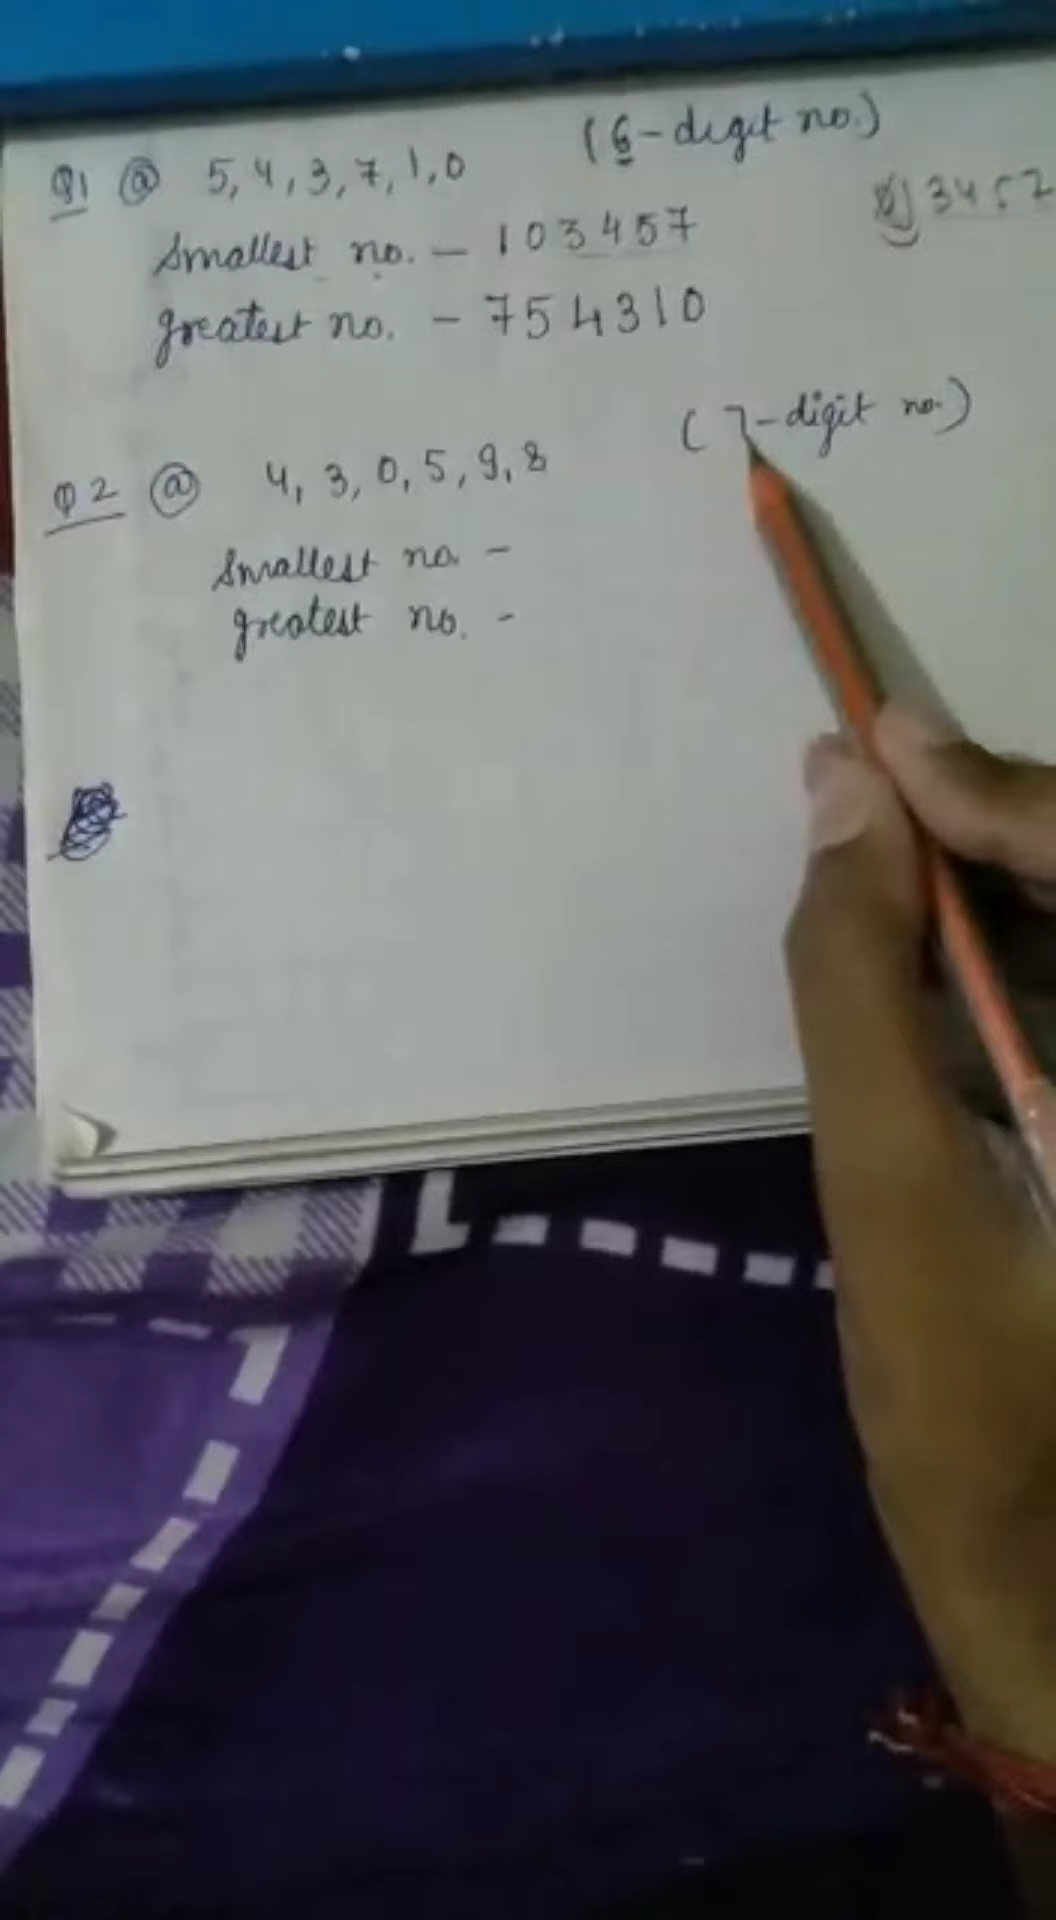 Q1 (a) 5, 4, 3, 7, 1, 0 (6-digit no.)
Smallest no. - 103457
greatest no. - 754310
3457
Q2 (a) 4, 3, 0, 5, 9, 8 (7-digit no.)
Smallest no -
greatest no. -